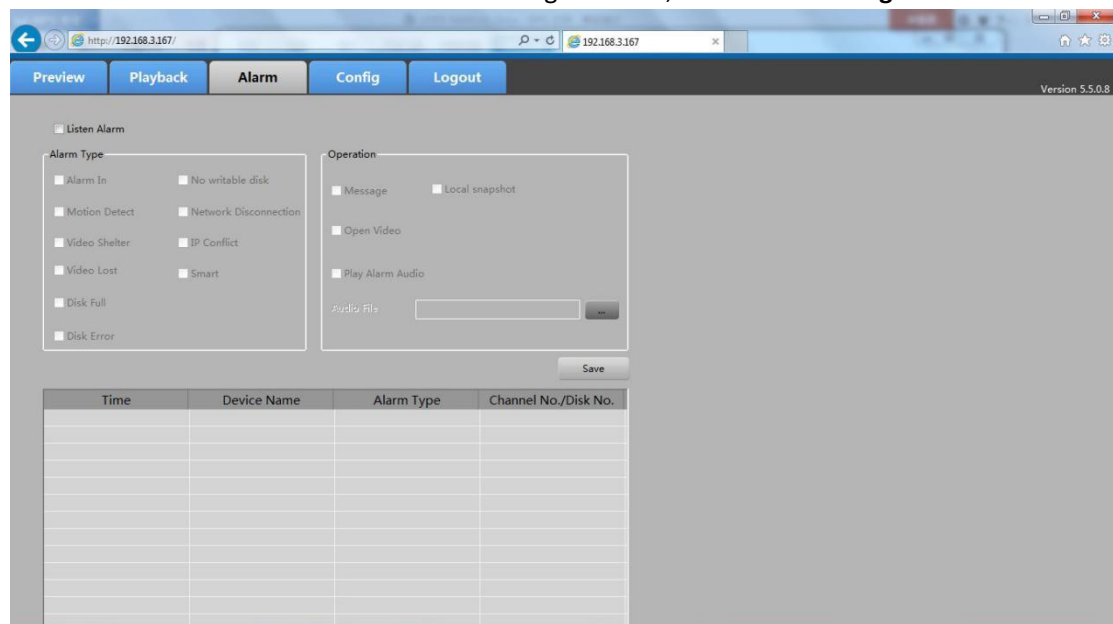 http://192.168.3.167/
192.168.3.167
Preview
Playback
Alarm
Config
Logout
Version 5.5.0.8
Listen Alarm
Alarm Type
Alarm In
No writable disk
Motion Detect
Network Disconnection
Video Shelter
IP Conflict
Video Lost
Smart
Disk Full
Disk Error
Operation
Message
Local snapshot
Open Video
Play Alarm Audio
Audio File
...
Save
Time Device Name Alarm Type Channel No./Disk No.